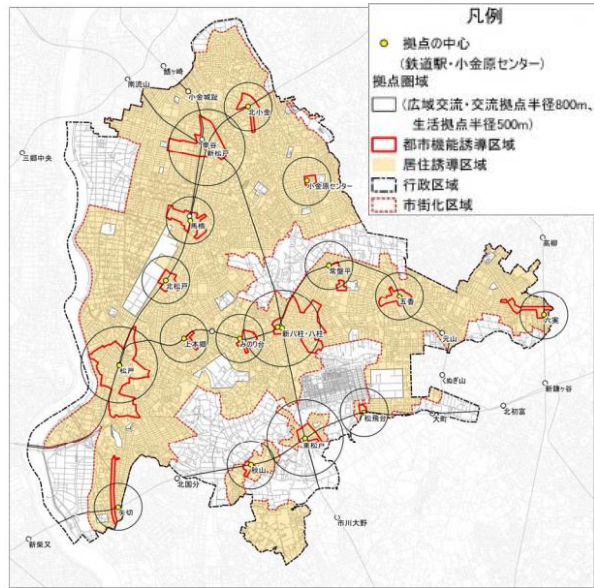 凡例
拠点の中心
(鉄道駅・小金原センター)
拠点圏域
(広域交流・交流拠点半径800m、
生活拠点半径500m)
都市機能誘導区域
居住誘導区域
行政区域
市街化区域
鰭ヶ崎
南流山
小金城趾
北小金
幸谷
新松戸
三郷中央
小金原センター
馬橋
高柳
常盤平
北松戸
五香
六実
新八柱・八柱
上本郷
みのり台
元山
松戸
くぬぎ山
新鎌ヶ谷
北初富
松飛台
大町
東松戸
秋山
北国分
矢切
市川大野
新柴又